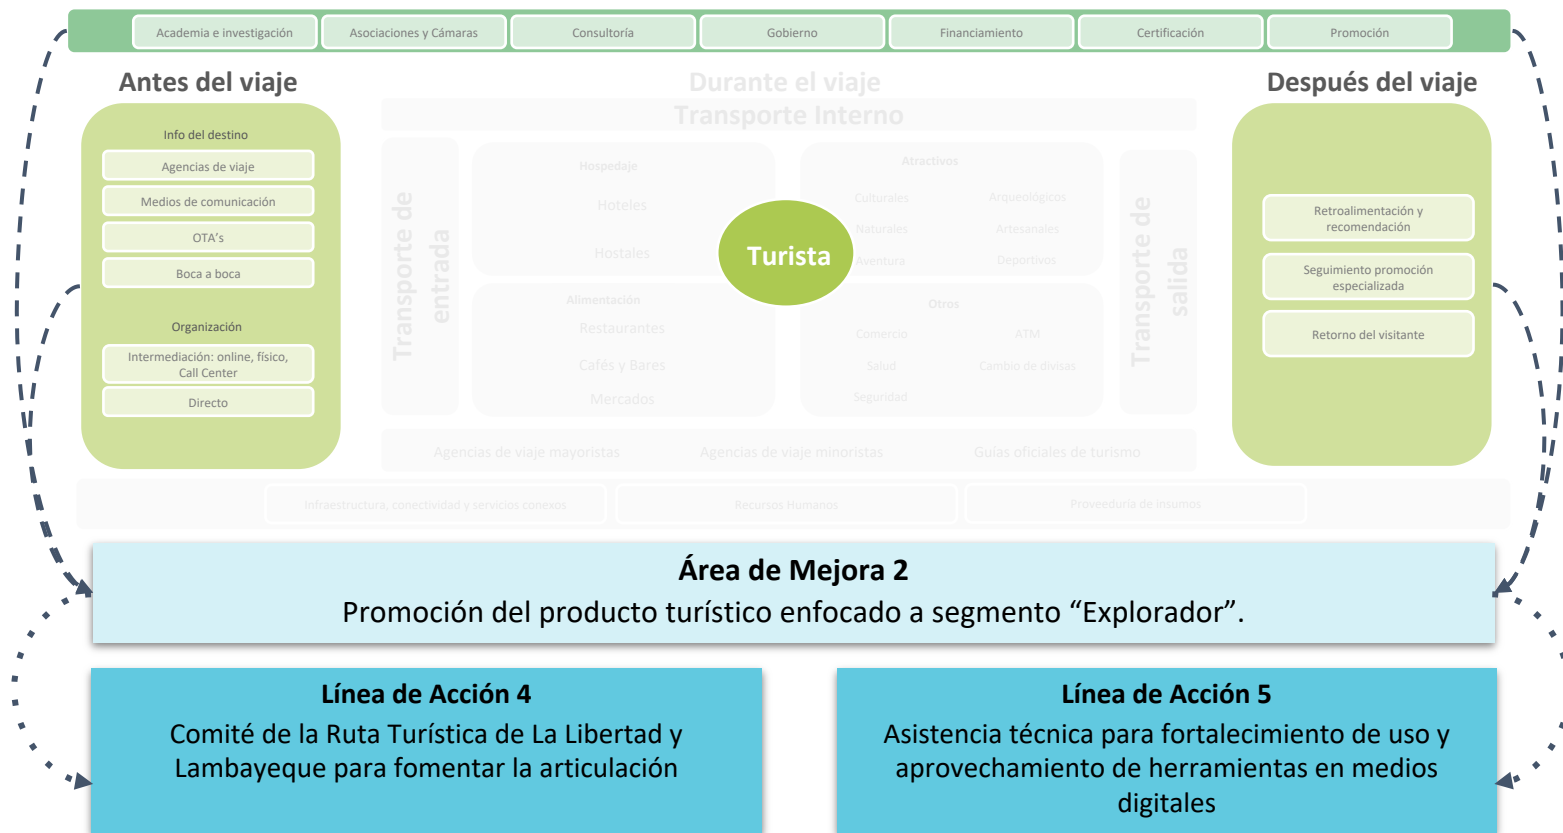 Academia e investigación
Asociaciones y Cámaras
Consultoría
Gobierno
Financiamiento
Certificación
Promoción
Antes del viaje
Durante el viaje
Después del viaje
Info del destino
Agencias de viaje
Medios de comunicación
OTA’s
Boca a boca
Organización
Intermediación: online, físico,
Call Center
Directo
Transporte Interno
Transporte de
entrada
Hospedaje
Hoteles
Hostales
Atractivos
Culturales
Arqueológicos
Naturales
Artesanales
Aventura
Deportivos
Turista
Alimentación
Restaurantes
Cafés y Bares
Mercados
Otros
Comercio
ATM
Salud
Cambio de divisas
Seguridad
Transporte de
salida
Agencias de viaje mayoristas
Agencias de viaje minoristas
Guías oficiales de turismo
Retroalimentación y
recomendación
Seguimiento promoción
especializada
Retorno del visitante
Infraestructura, conectividad y servicios conexos
Recursos Humanos
Proveeduría de insumos
Área de Mejora 2
Promoción del producto turístico enfocado a segmento “Explorador”.
Línea de Acción 4
Comité de la Ruta Turística de La Libertad y
Lambayeque para fomentar la articulación
Línea de Acción 5
Asistencia técnica para fortalecimiento de uso y
aprovechamiento de herramientas en medios
digitales